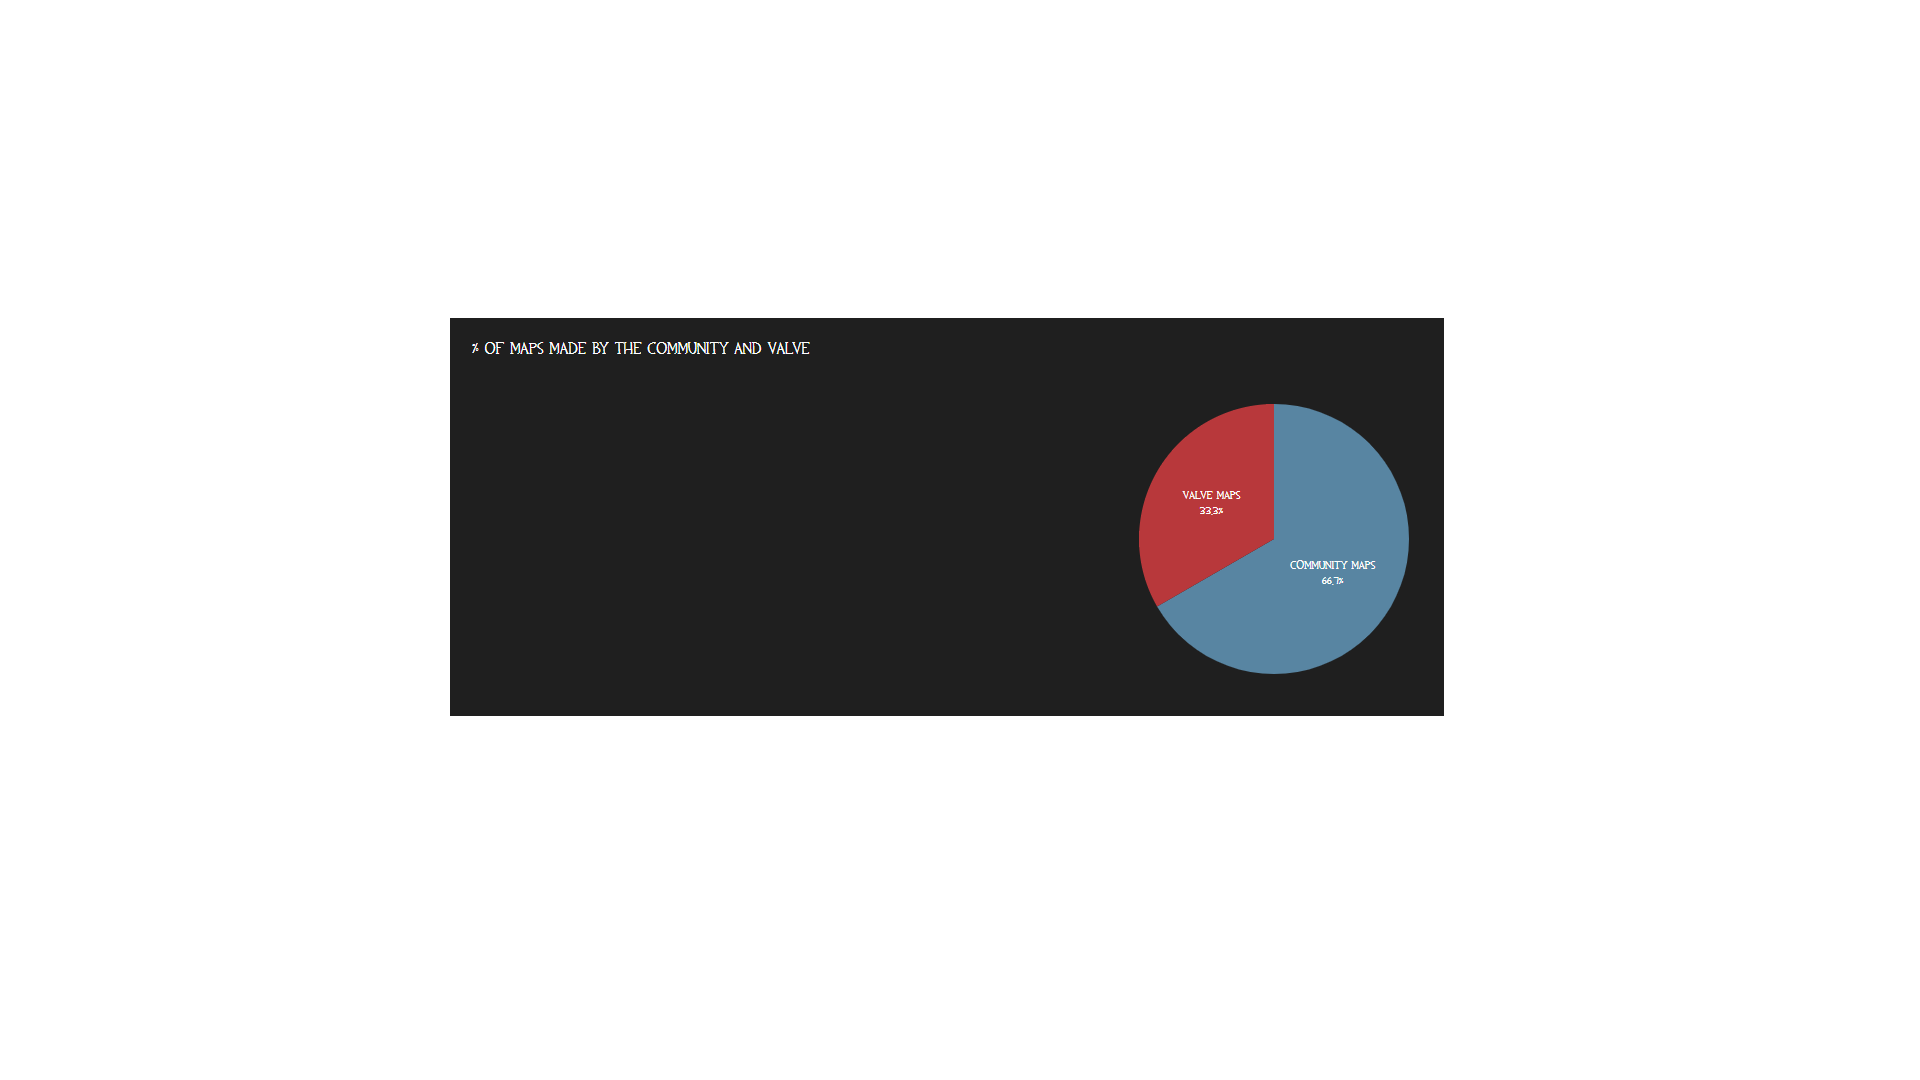 % OF MAPS MADE BY THE COMMUNITY AND VALVE
VALVE MAPS
33,3%
COMMUNITY MAPS
66,7%